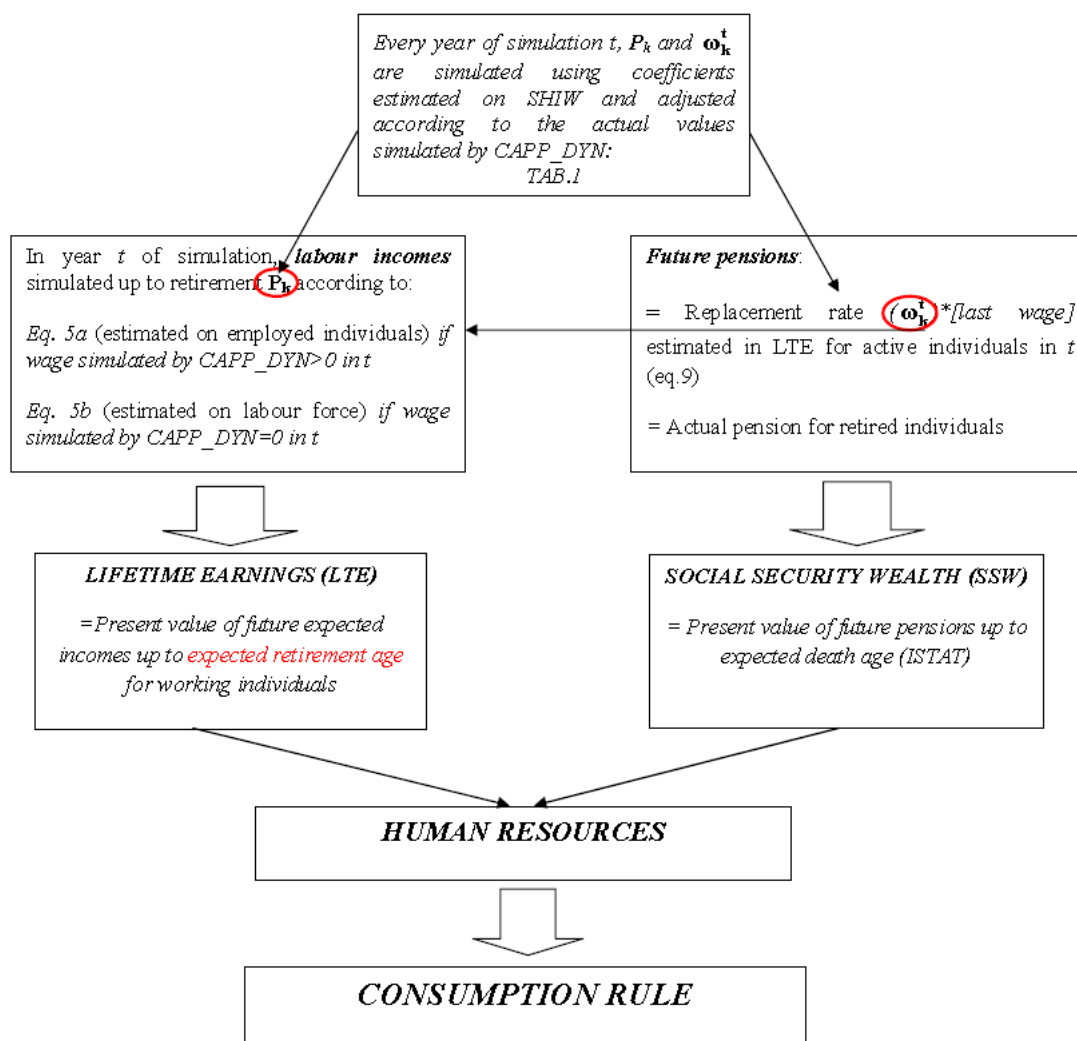 Every year of simulation t, Pk and ωkt
are simulated using coefficients
estimated on SHIW and adjusted
according to the actual values
simulated by CAPP_DYN:
TAB.1
In year t of simulation, labour incomes
simulated up to retirement Pk according to:
Eq. 5a (estimated on employed individuals) if
wage simulated by CAPP_DYN>0 in t
Eq. 5b (estimated on labour force) if wage
simulated by CAPP_DYN=0 in t
Future pensions:
= Replacement rate (ωkt)*[last wage]
estimated in LTE for active individuals in t
(eq.9)
= Actual pension for retired individuals
LIFETIME EARNINGS (LTE)
=Present value of future expected
incomes up to expected retirement age
for working individuals
SOCIAL SECURITY WEALTH (SSW)
= Present value of future pensions up to
expected death age (ISTAT)
HUMAN RESOURCES
CONSUMPTION RULE